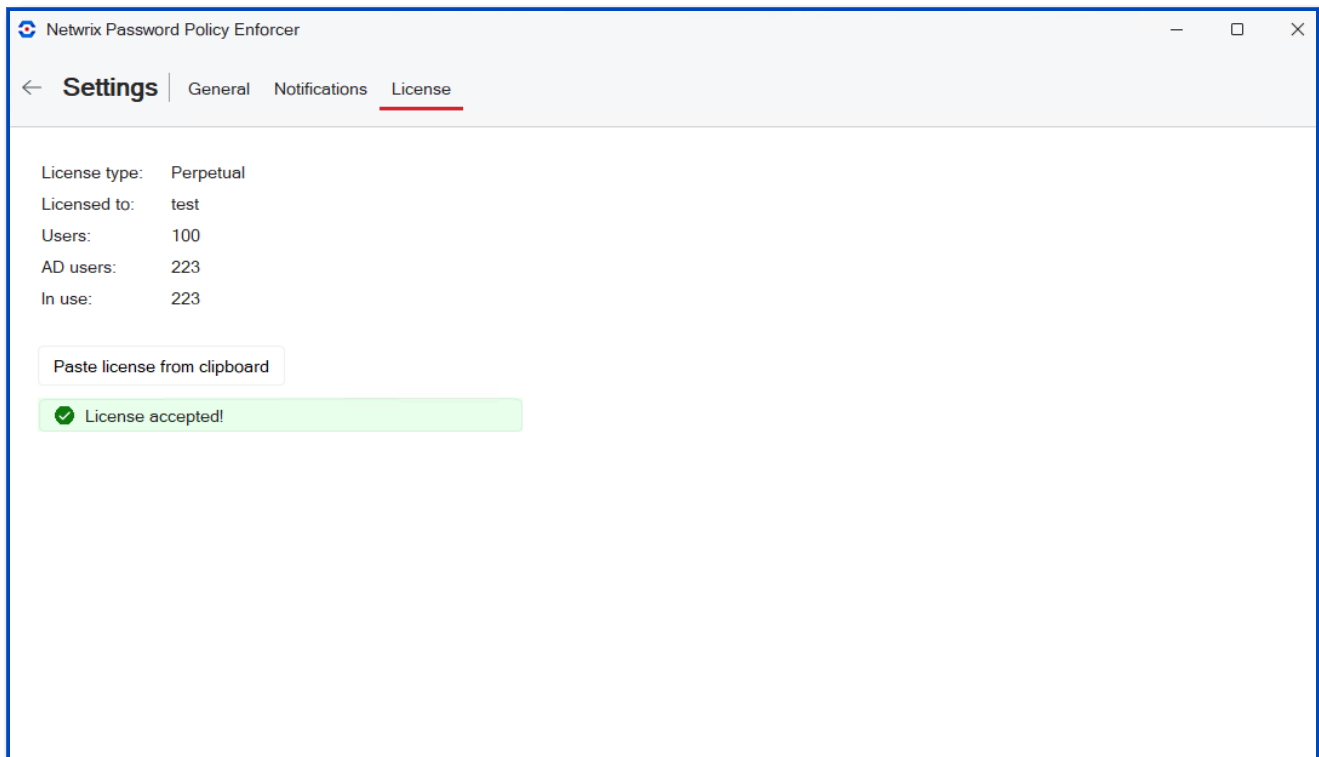 Netwrix Password Policy Enforcer
Settings General Notifications License
License type: Perpetual
Licensed to: test
Users: 100
AD users: 223
In use: 223
Paste license from clipboard
License accepted!